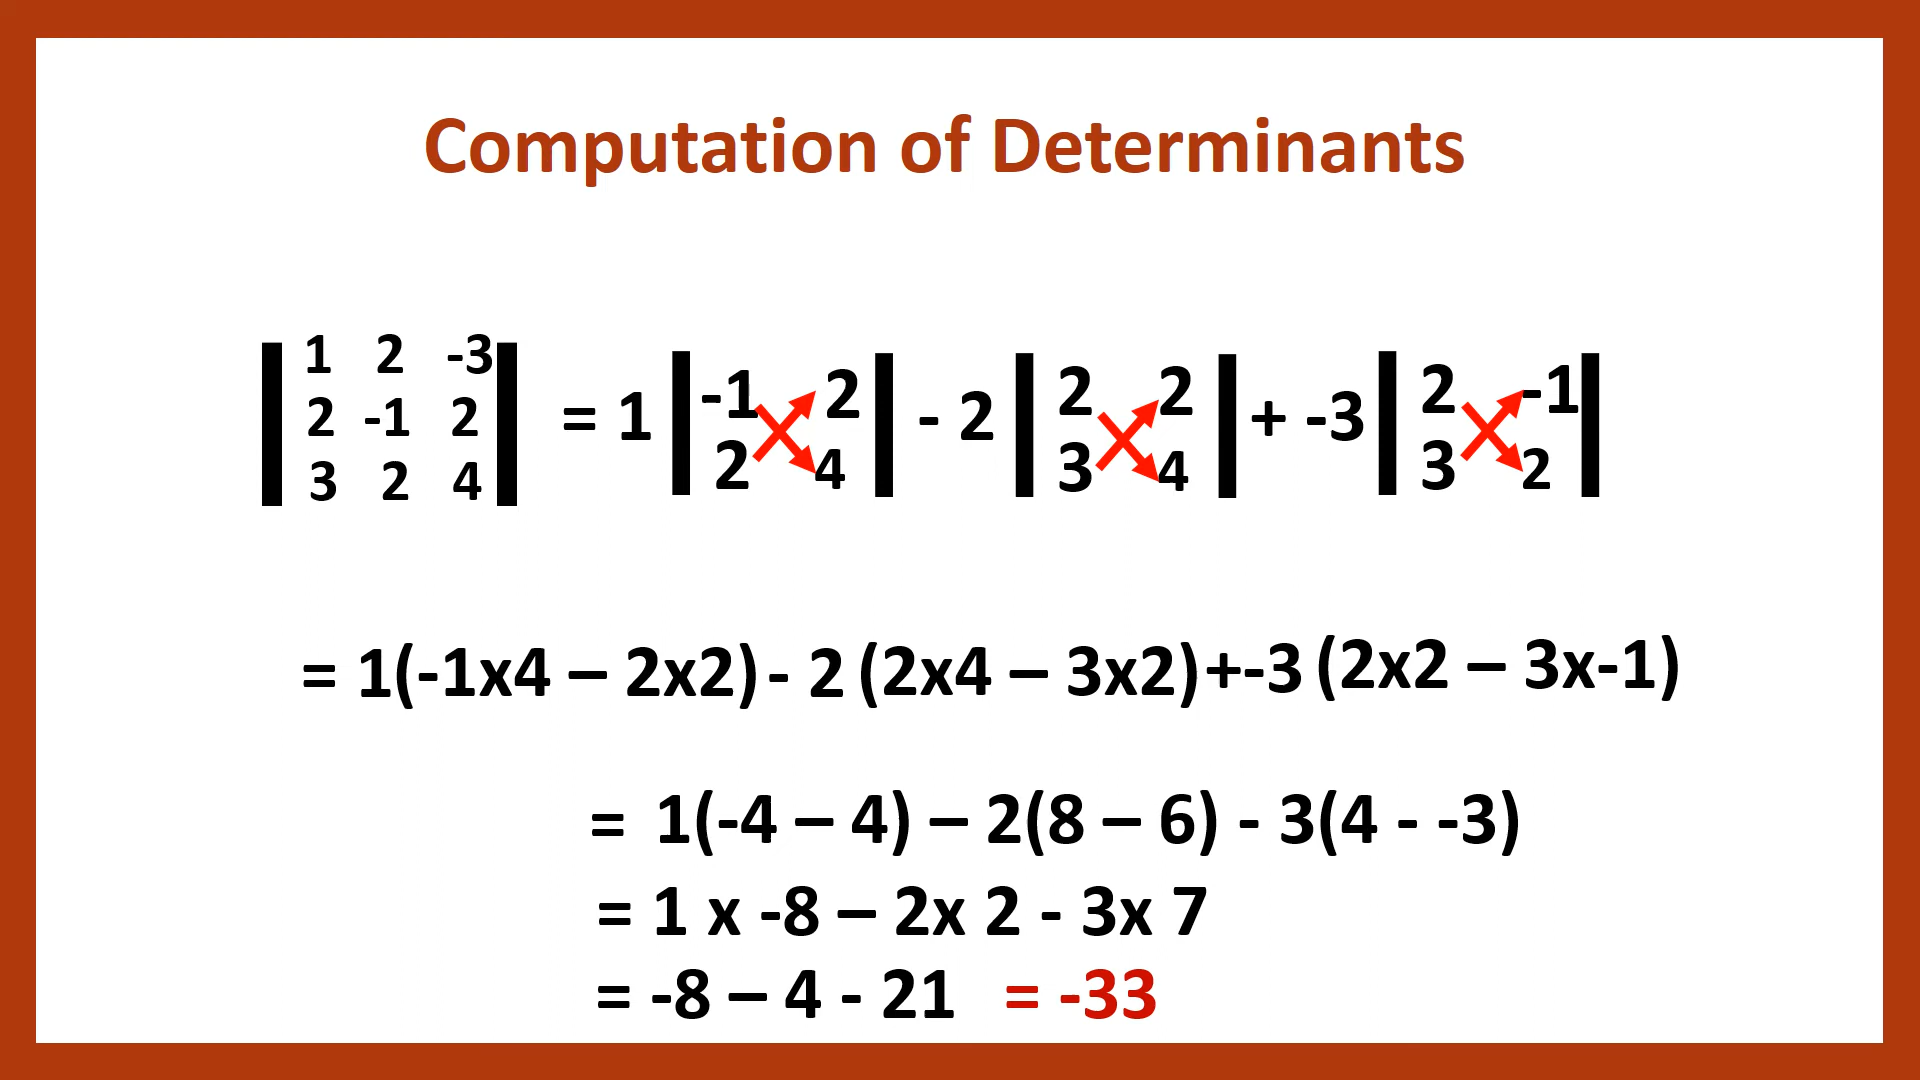 Computation of Determinants
| 1 2 -3 |
| 2 -1 2 | = 1 | -1 2 | - 2 | 2 2 | + -3 | 2 -1 |
| 3 2 4 | | 2 4 | | 3 4 | | 3 2 |
= 1(-1x4 – 2x2) - 2 (2x4 – 3x2) +-3 (2x2 – 3x-1)
= 1(-4 – 4) – 2(8 – 6) - 3(4 - -3)
= 1 x -8 – 2x 2 - 3x 7
= -8 – 4 - 21 = -33